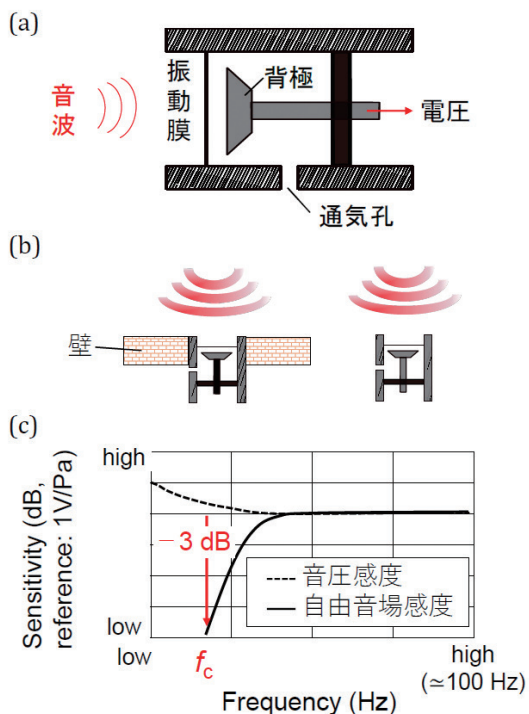 (a)
音波
振動膜
背極
電圧
通気孔
(b)
壁
(c)
Sensitivity (dB,
reference: 1V/Pa)
high
low
－3 dB
音圧感度
自由音場感度
low
fc
high
(≃100 Hz)
Frequency (Hz)